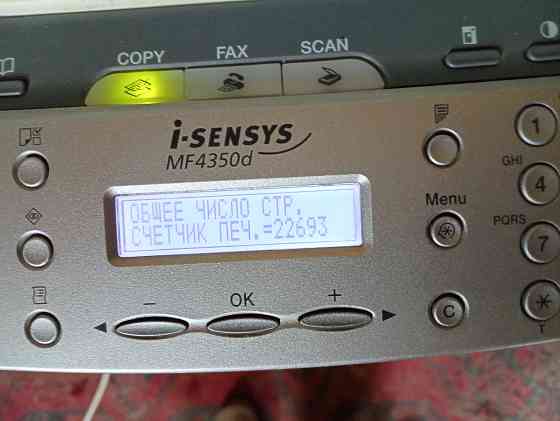 COPY
FAX
SCAN
i-SENSYS
MF4350d
ОБЩЕЕ ЧИСЛО СТР.
СЧЕТЧИК ПЕЧ.=22693
Menu
C
− OK +
1
GHI
4
PQRS
7
T